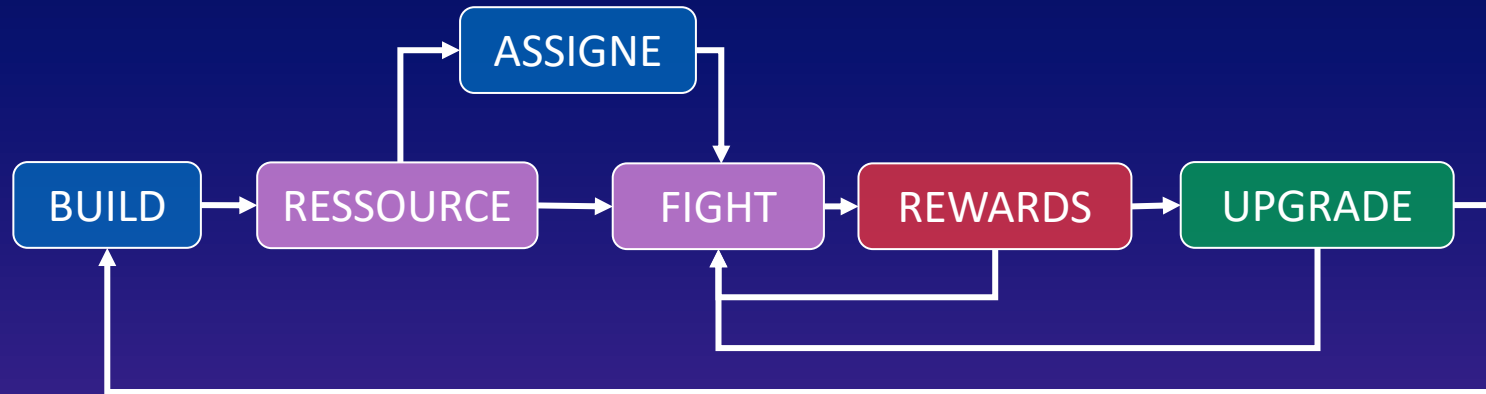 ASSIGNE
BUILD
RESSOURCE
FIGHT
REWARDS
UPGRADE